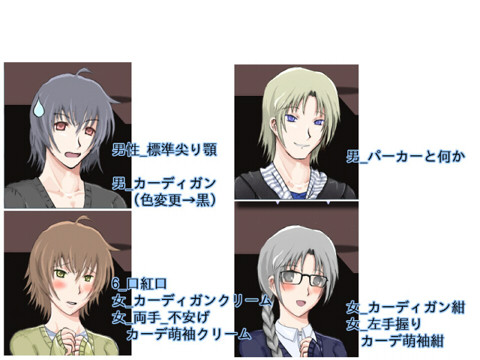 男性_標準尖り顎
男_カーディガン
(色変更→黒)
男_パーカーと何か
6_口紅口
女_カーディガンクリーム
女_両手_不安げ
カーデ萌袖クリーム
女_カーディガン紺
女_左手握り
カーデ萌袖紺